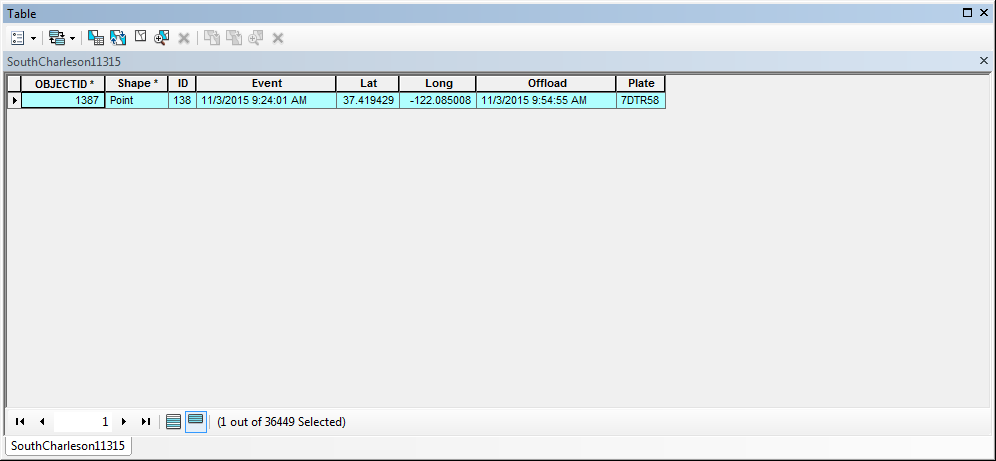 Table
SouthCharleson11315
OBJECTID * Shape * ID Event Lat Long Offload Plate
1387 Point 138 11/3/2015 9:24:01 AM 37.419429 -122.085008 11/3/2015 9:54:55 AM 7DTR58
1 (1 out of 36449 Selected)
SouthCharleson11315